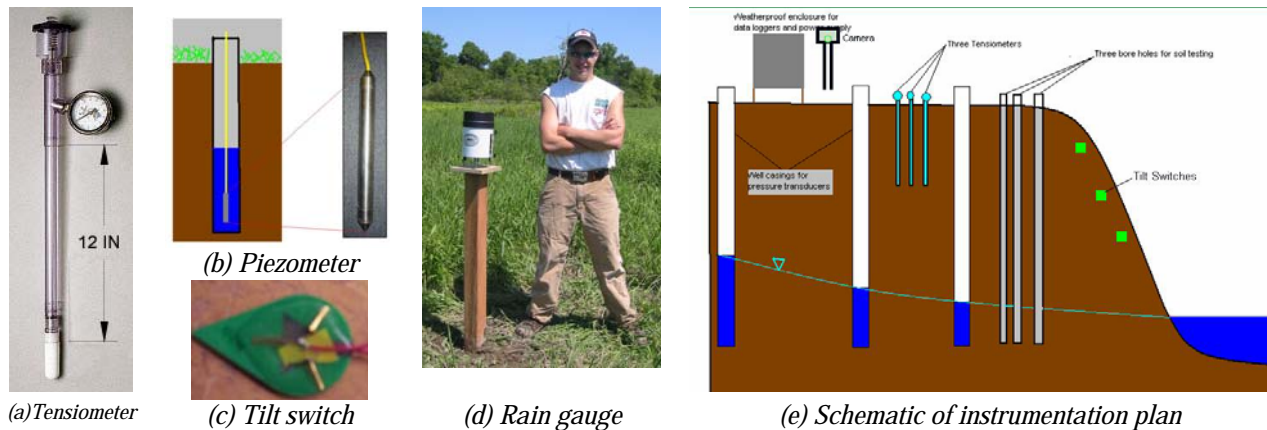 12 IN
(a)Tensiometer
(b) Piezometer
(c) Tilt switch
(d) Rain gauge
Weatherproof enclosure for
data loggers and power supply
Camera
Three Tensiometers
Three bore holes for soil testing
Well casings for
pressure transducers
Tilt Switches
(e) Schematic of instrumentation plan